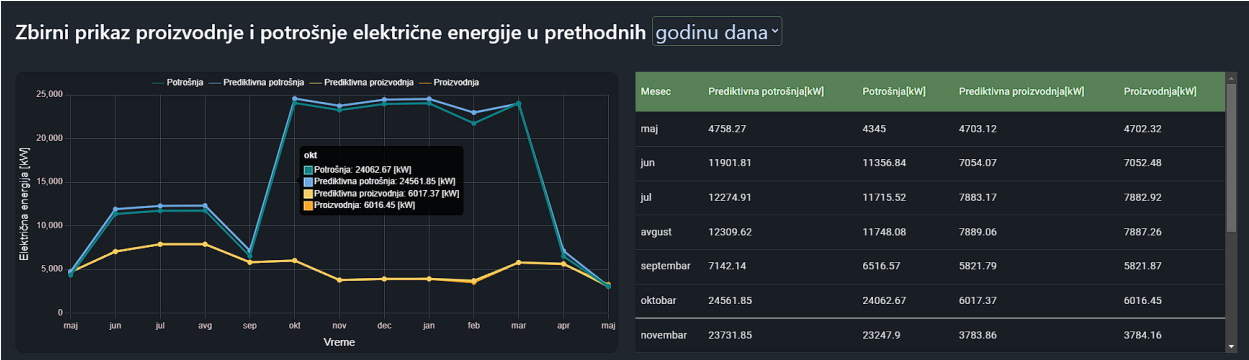 Zbirni prikaz proizvodnje i potrošnje električne energije u prethodnih godinu dana
Potrošnja Prediktivna potrošnja Prediktivna proizvodnja Proizvodnja
25,000
20,000
15,000
10,000
5,000
0
Električna energija [kW]
okt
Potrošnja: 24062.67 [kW]
Prediktivna potrošnja: 24561.85 [kW]
Prediktivna proizvodnja: 6017.37 [kW]
Proizvodnja: 6016.45 [kW]
maj jun jul avg sep okt nov dec jan feb mar apr maj
Vreme
Mesec Prediktivna potrošnja[kW] Potrošnja[kW] Prediktivna proizvodnja[kW] Proizvodnja[kW]
maj 4758.27 4345 4703.12 4702.32
jun 11901.81 11356.84 7054.07 7052.48
jul 12274.91 11715.52 7883.17 7882.92
avgust 12309.62 11748.08 7889.06 7887.26
septembar 7142.14 6516.57 5821.79 5821.87
oktobar 24561.85 24062.67 6017.37 6016.45
novembar 23731.85 23247.9 3783.86 3784.16